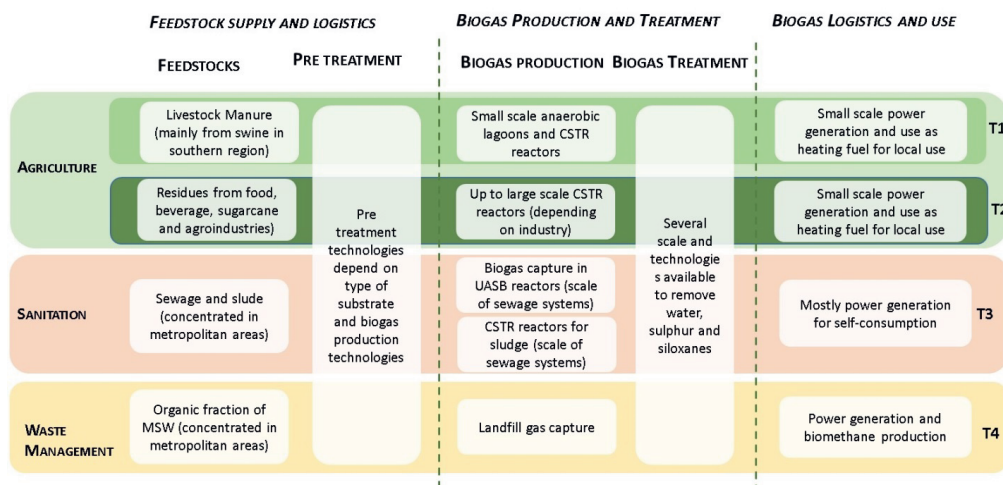 FEEDSTOCK SUPPLY AND LOGISTICS
BIOGAS PRODUCTION AND TREATMENT
BIOGAS LOGISTICS AND USE
FEEDSTOCKS
PRE TREATMENT
BIOGAS PRODUCTION
BIOGAS TREATMENT
AGRICULTURE
Livestock Manure
(mainly from swine in
southern region)
Small scale anaerobic
lagoons and CSTR
reactors
Small scale power
generation and use as
heating fuel for local use
T1
Residues from food,
beverage, sugarcane
and agroindustries)
Up to large scale CSTR
reactors (depending
on industry)
Small scale power
generation and use as
heating fuel for local use
T2
Pre
treatment
technologies
depend on
type of
substrate
and biogas
production
technologies
Several
scale and
technologie
s available
to remove
water,
sulphur and
siloxanes
SANITATION
Sewage and slude
(concentrated in
metropolitan areas)
Biogas capture in
UASB reactors (scale
of sewage systems)
CSTR reactors for
sludge (scale of
sewage systems)
Mostly power generation
for self-consumption
T3
WASTE
MANAGEMENT
Organic fraction of
MSW (concentrated in
metropolitan areas)
Landfill gas capture
Power generation and
biomethane production
T4